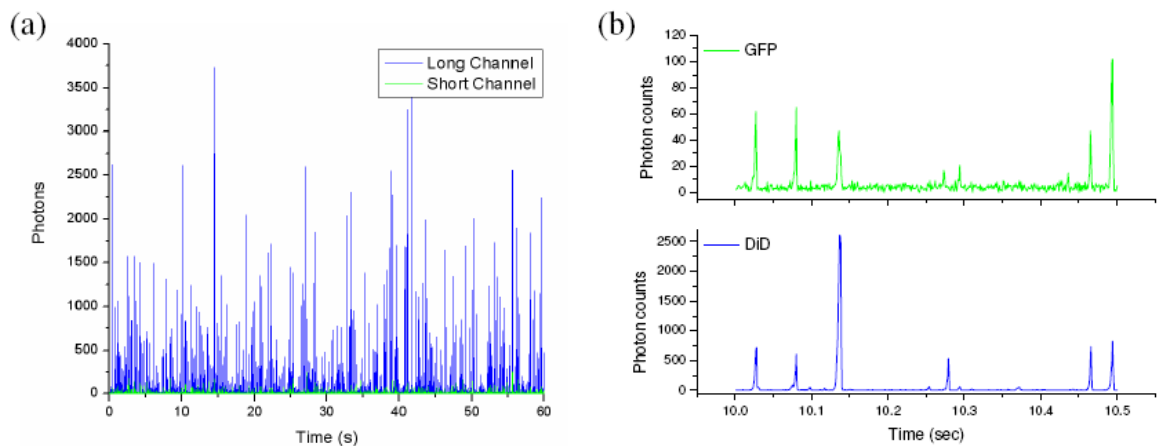 (a)
4000
3500
3000
2500
2000
1500
1000
500
0
Photons
Long Channel
Short Channel
0 10 20 30 40 50 60
Time (s)
(b)
120
100
80
60
40
20
0
Photon counts
GFP
2500
2000
1500
1000
500
0
Photon counts
DiD
10.0 10.1 10.2 10.3 10.4 10.5
Time (sec)